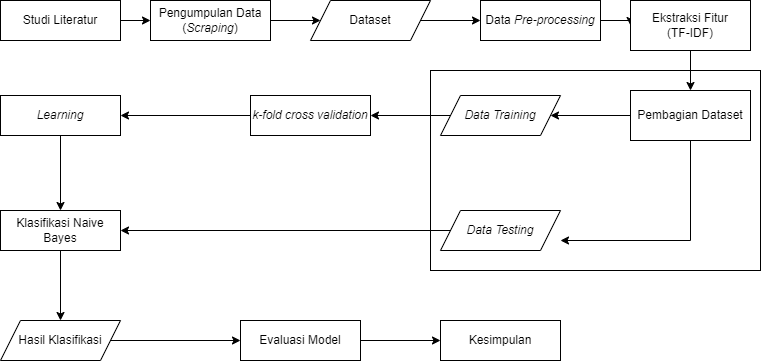 Studi Literatur
Pengumpulan Data
(Scraping)
Dataset
Data Pre-processing
Ekstraksi Fitur
(TF-IDF)
Learning
k-fold cross validation
Data Training
Pembagian Dataset
Klasifikasi Naive
Bayes
Data Testing
Hasil Klasifikasi
Evaluasi Model
Kesimpulan